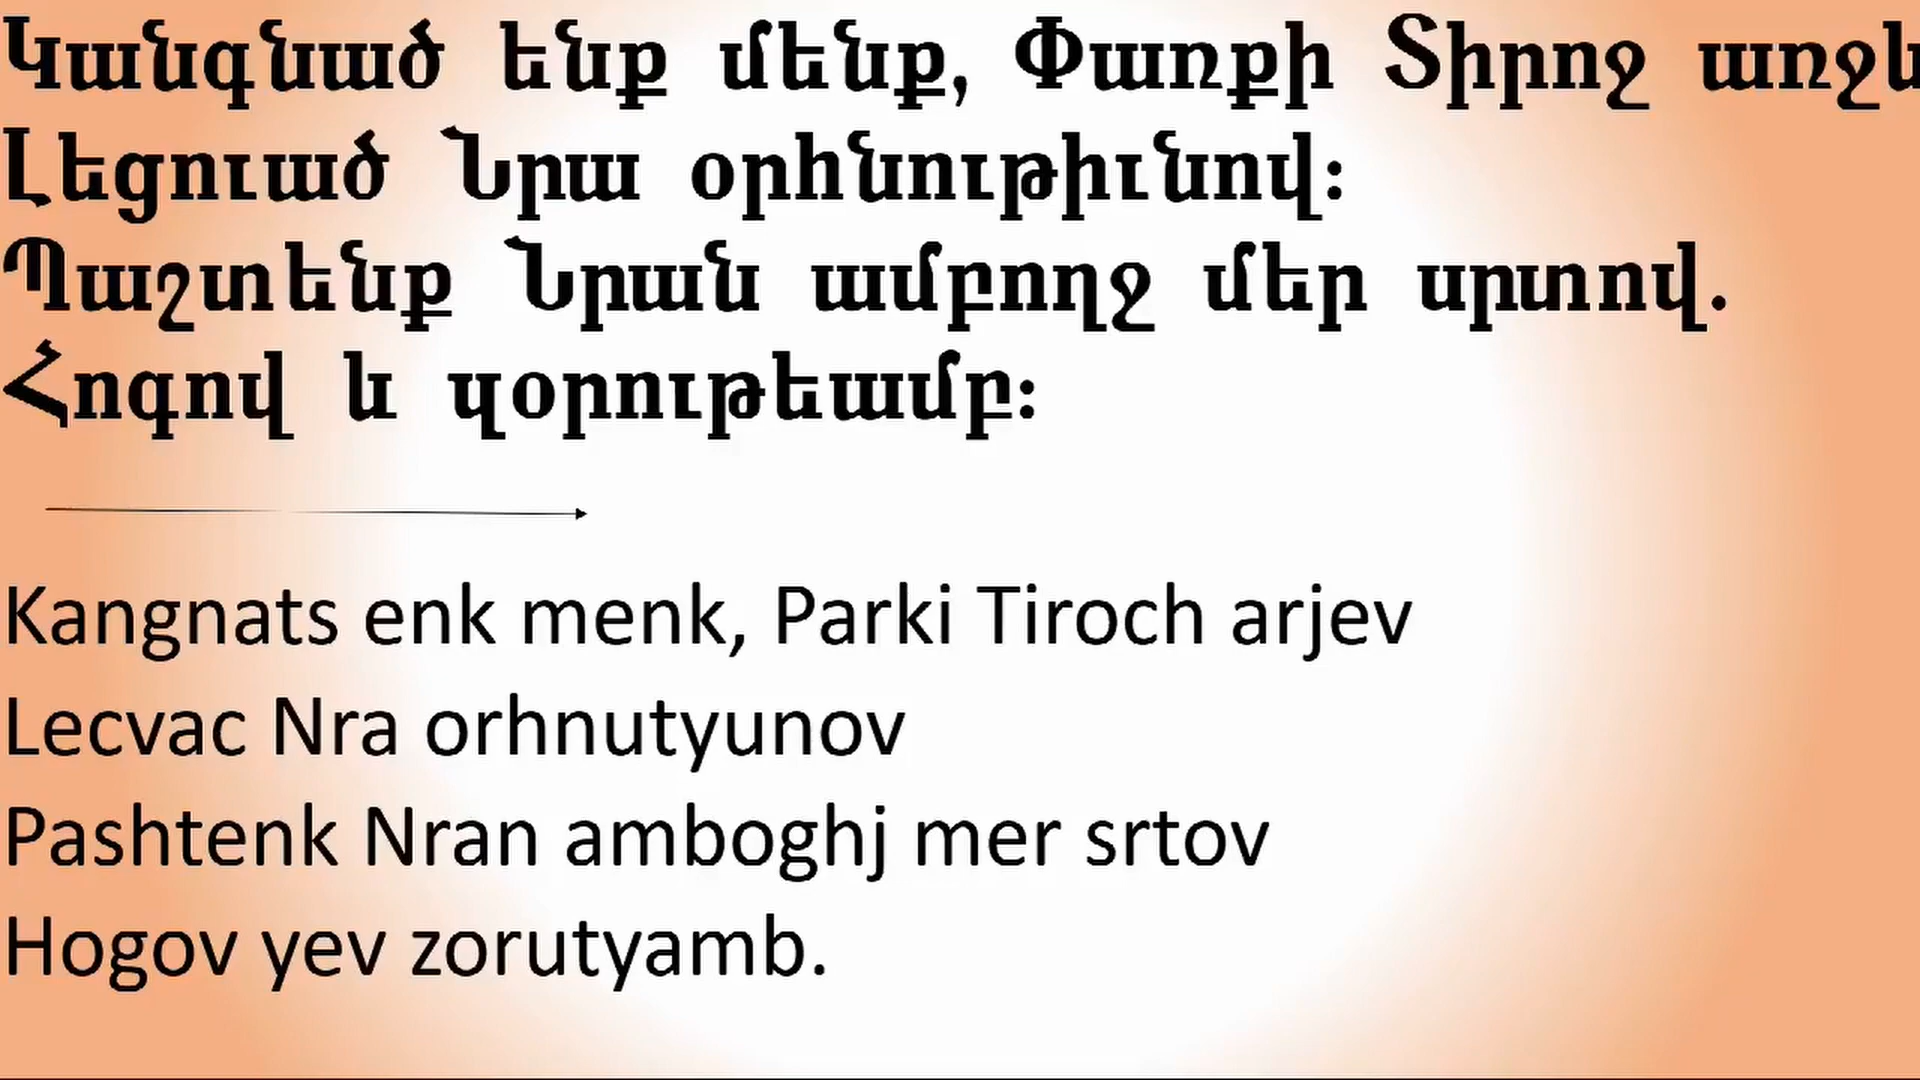 Կանգնած ենք մենք, Փառքի Տիրոջ առջև
Լեցուած Նրա օրհնութիւնով։
Պաշտենք Նրան ամբողջ մեր սրտով.
Հոգով և զօրութեամբ։
Kangnats enk menk, Parki Tiroch arjev
Lecvac Nra orhnutyunov
Pashtenk Nran amboghj mer srtov
Hogov yev zorutyamb.